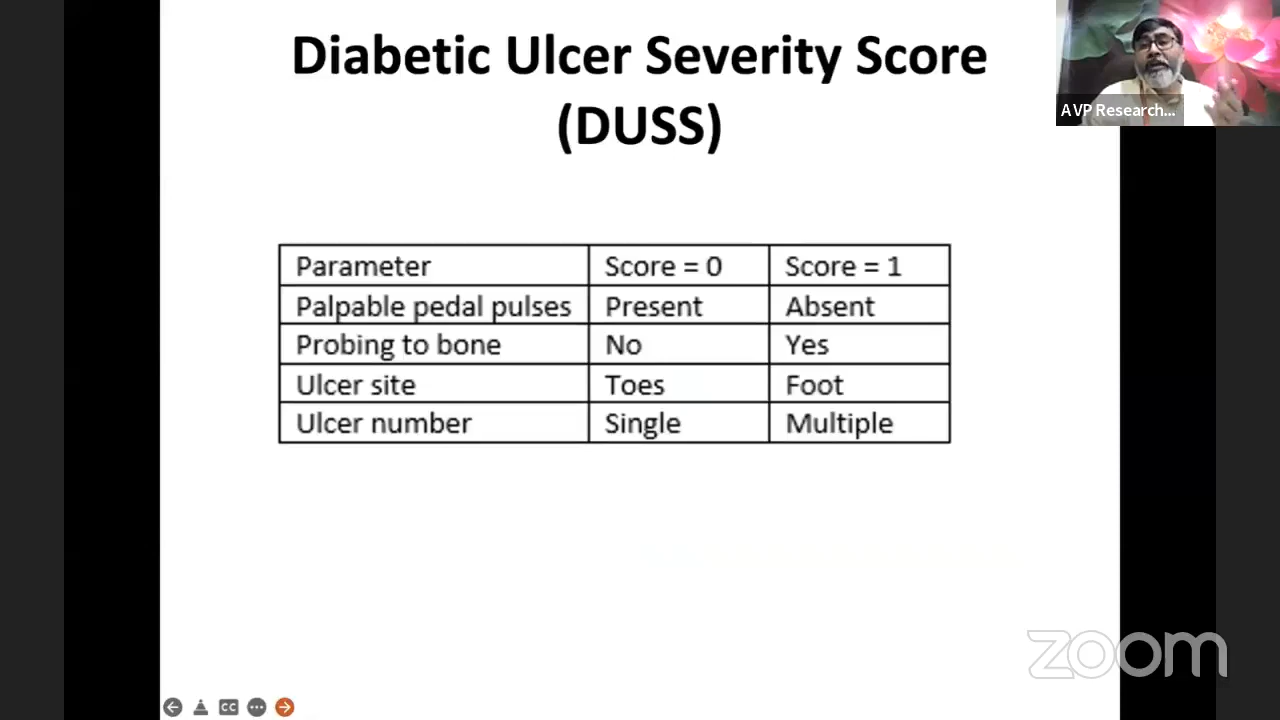 Diabetic Ulcer Severity Score
(DUSS)
AVP Research...
Parameter Score = 0 Score = 1
Palpable pedal pulses Present Absent
Probing to bone No Yes
Ulcer site Toes Foot
Ulcer number Single Multiple
zoom
CC